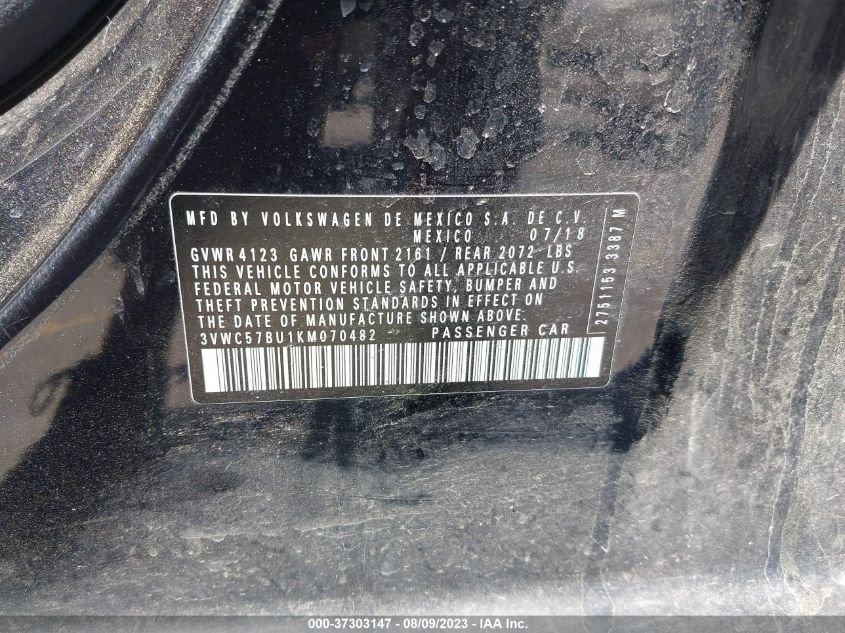 MFD BY VOLKSWAGEN DE MEXICO S.A. DE C.V.
MEXICO 07/18
GVWR 4123 GAWR FRONT 2161 / REAR 2072 LBS
THIS VEHICLE CONFORMS TO ALL APPLICABLE U.S.
FEDERAL MOTOR VEHICLE SAFETY, BUMPER AND
THEFT PREVENTION STANDARDS IN EFFECT ON
THE DATE OF MANUFACTURE SHOWN ABOVE.
3VWC57BU1KM070482 PASSENGER CAR
2751153 3387 M
000-37303147 - 08/09/2023 - IAA Inc.